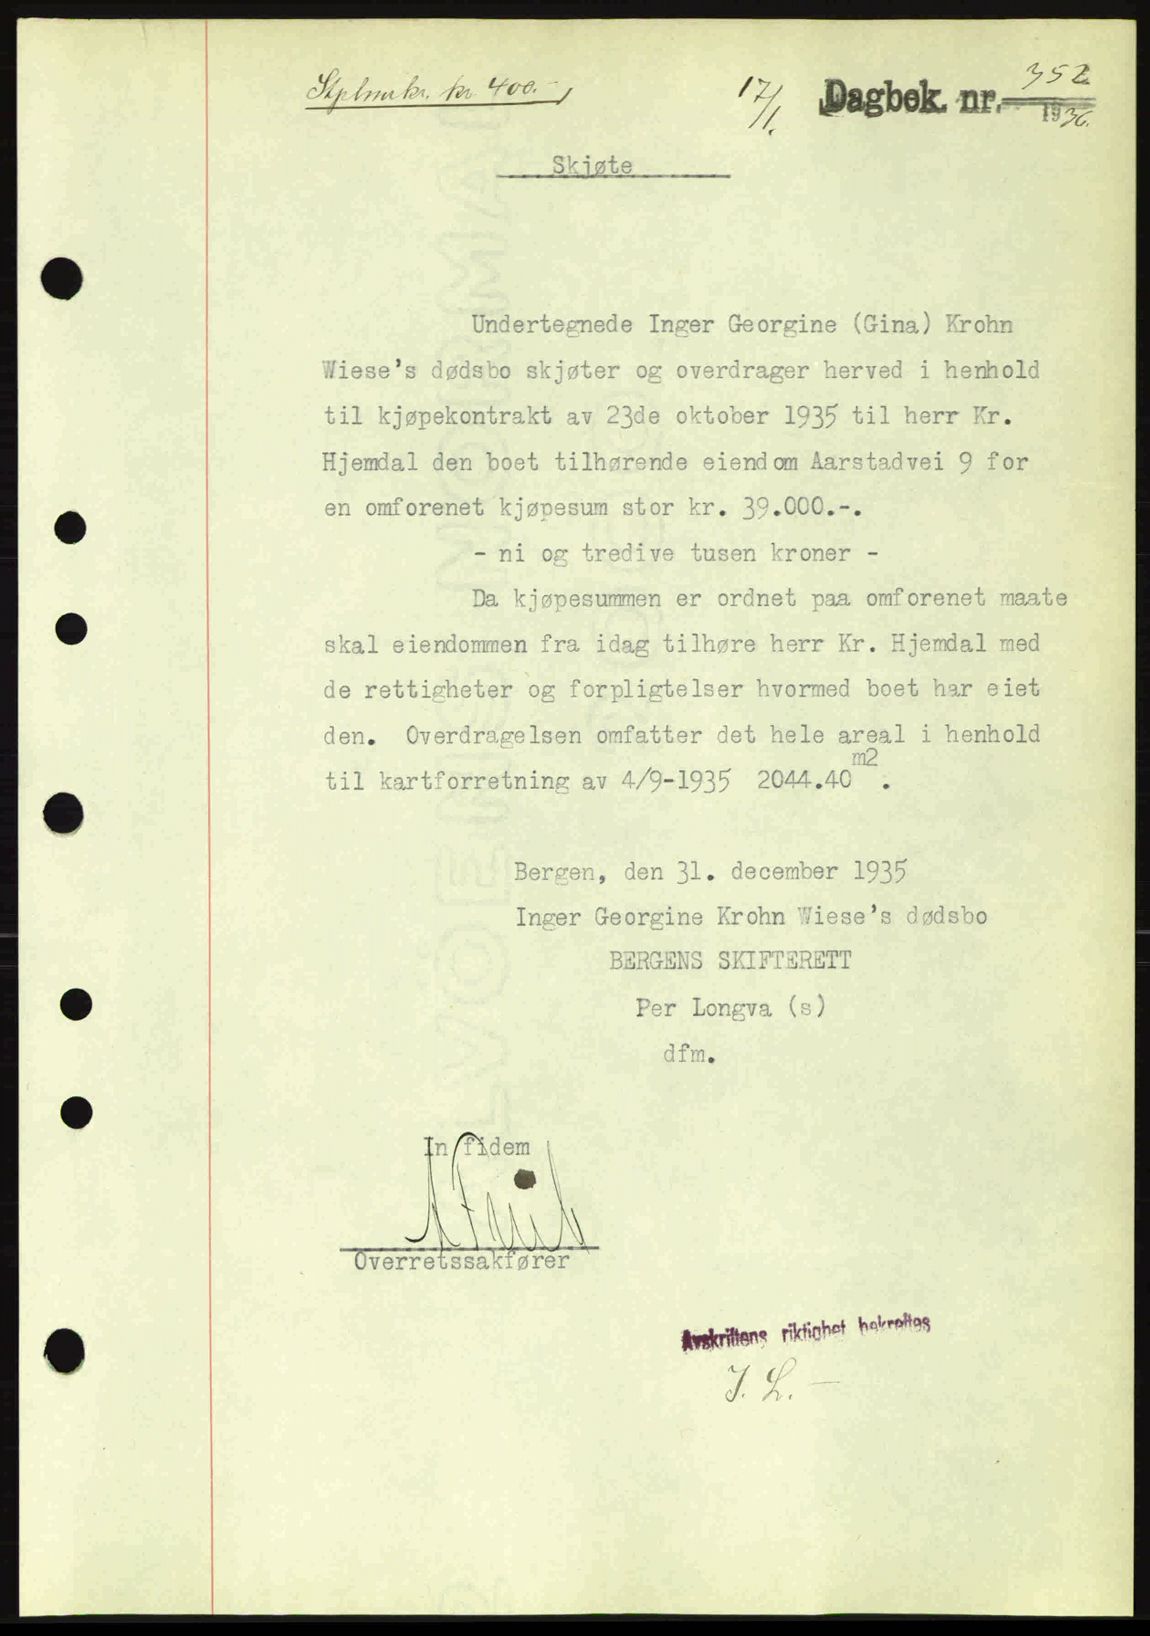 Stplmrkr. kr 400.-
17/1. Dagbok nr. 352
1936.
Skjøte
Undertegnede Inger Georgine (Gina) Krohn
Wiese's dødsbo skjøter og overdrager herved i henhold
til kjøpekontrakt av 23de oktober 1935 til herr Kr.
Hjemdal den boet tilhørende eiendom Aarstadvei 9 for
en omforenet kjøpesum stor kr. 39.000.-.
- ni og tredive tusen kroner -
Da kjøpesummen er ordnet paa omforenet maate
skal eiendommen fra idag tilhøre herr Kr. Hjemdal med
de rettigheter og forpligtelser hvormed boet har eiet
den. Overdragelsen omfatter det hele areal i henhold
til kartforretning av 4/9-1935 2044.40 m2.
Bergen, den 31. december 1935
Inger Georgine Krohn Wiese's dødsbo
BERGENS SKIFTERETT
Per Longva (s)
dfm.
In fidem
Overretssakfører
Avskriftens riktighet bekreftes
J. L. -